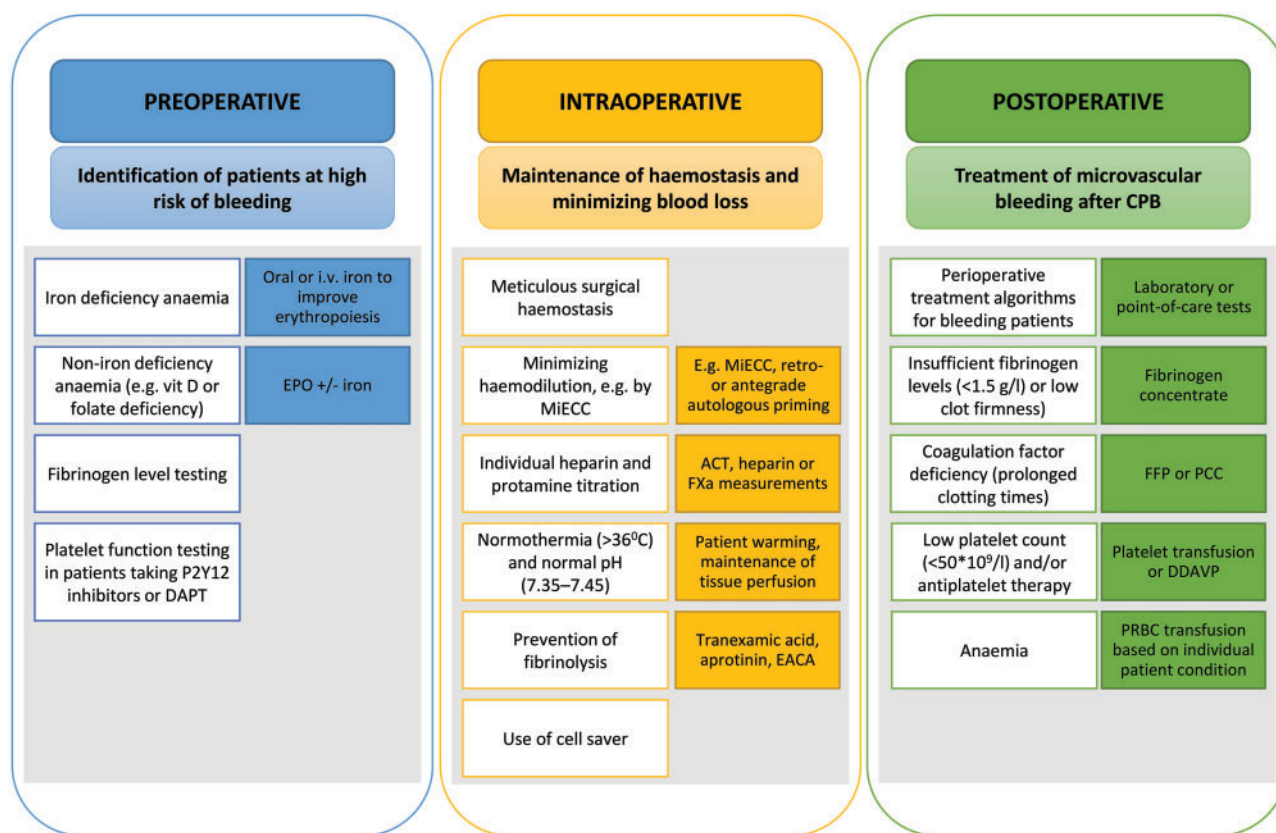 PREOPERATIVE
Identification of patients at high
risk of bleeding
Iron deficiency anaemia
Oral or i.v. iron to
improve
erythropoiesis
Non-iron deficiency
anaemia (e.g. vit D or
folate deficiency)
EPO +/- iron
Fibrinogen level testing
Platelet function testing
in patients taking P2Y12
inhibitors or DAPT
INTRAOPERATIVE
Maintenance of haemostasis and
minimizing blood loss
Meticulous surgical
haemostasis
Minimizing
haemodilution, e.g. by
MiECC
E.g. MiECC, retro-
or antegrade
autologous priming
Individual heparin and
protamine titration
ACT, heparin or
FXa measurements
Normothermia (>36⁰C)
and normal pH
(7.35–7.45)
Patient warming,
maintenance of
tissue perfusion
Prevention of
fibrinolysis
Tranexamic acid,
aprotinin, EACA
Use of cell saver
POSTOPERATIVE
Treatment of microvascular
bleeding after CPB
Perioperative
treatment algorithms
for bleeding patients
Laboratory or
point-of-care tests
Insufficient fibrinogen
levels (<1.5 g/l) or low
clot firmness)
Fibrinogen
concentrate
Coagulation factor
deficiency (prolonged
clotting times)
FFP or PCC
Low platelet count
(<50*10⁹/l) and/or
antiplatelet therapy
Platelet transfusion
or DDAVP
Anaemia
PRBC transfusion
based on individual
patient condition